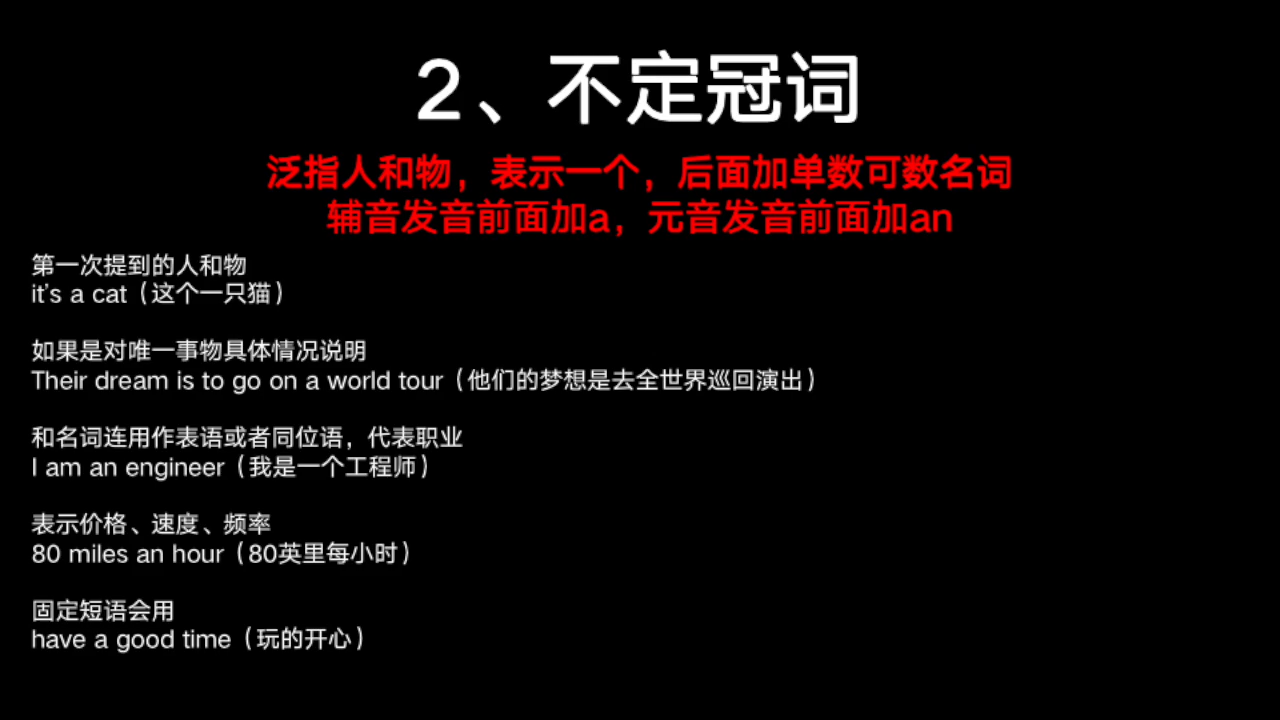 2、不定冠词
泛指人和物，表示一个，后面加单数可数名词
辅音发音前面加a，元音发音前面加an
第一次提到的人和物
it’s a cat（这个一只猫）
如果是对唯一事物具体情况说明
Their dream is to go on a world tour（他们的梦想是去全世界巡回演出）
和名词连用作表语或者同位语，代表职业
I am an engineer（我是一个工程师）
表示价格、速度、频率
80 miles an hour（80英里每小时）
固定短语会用
have a good time（玩的开心）